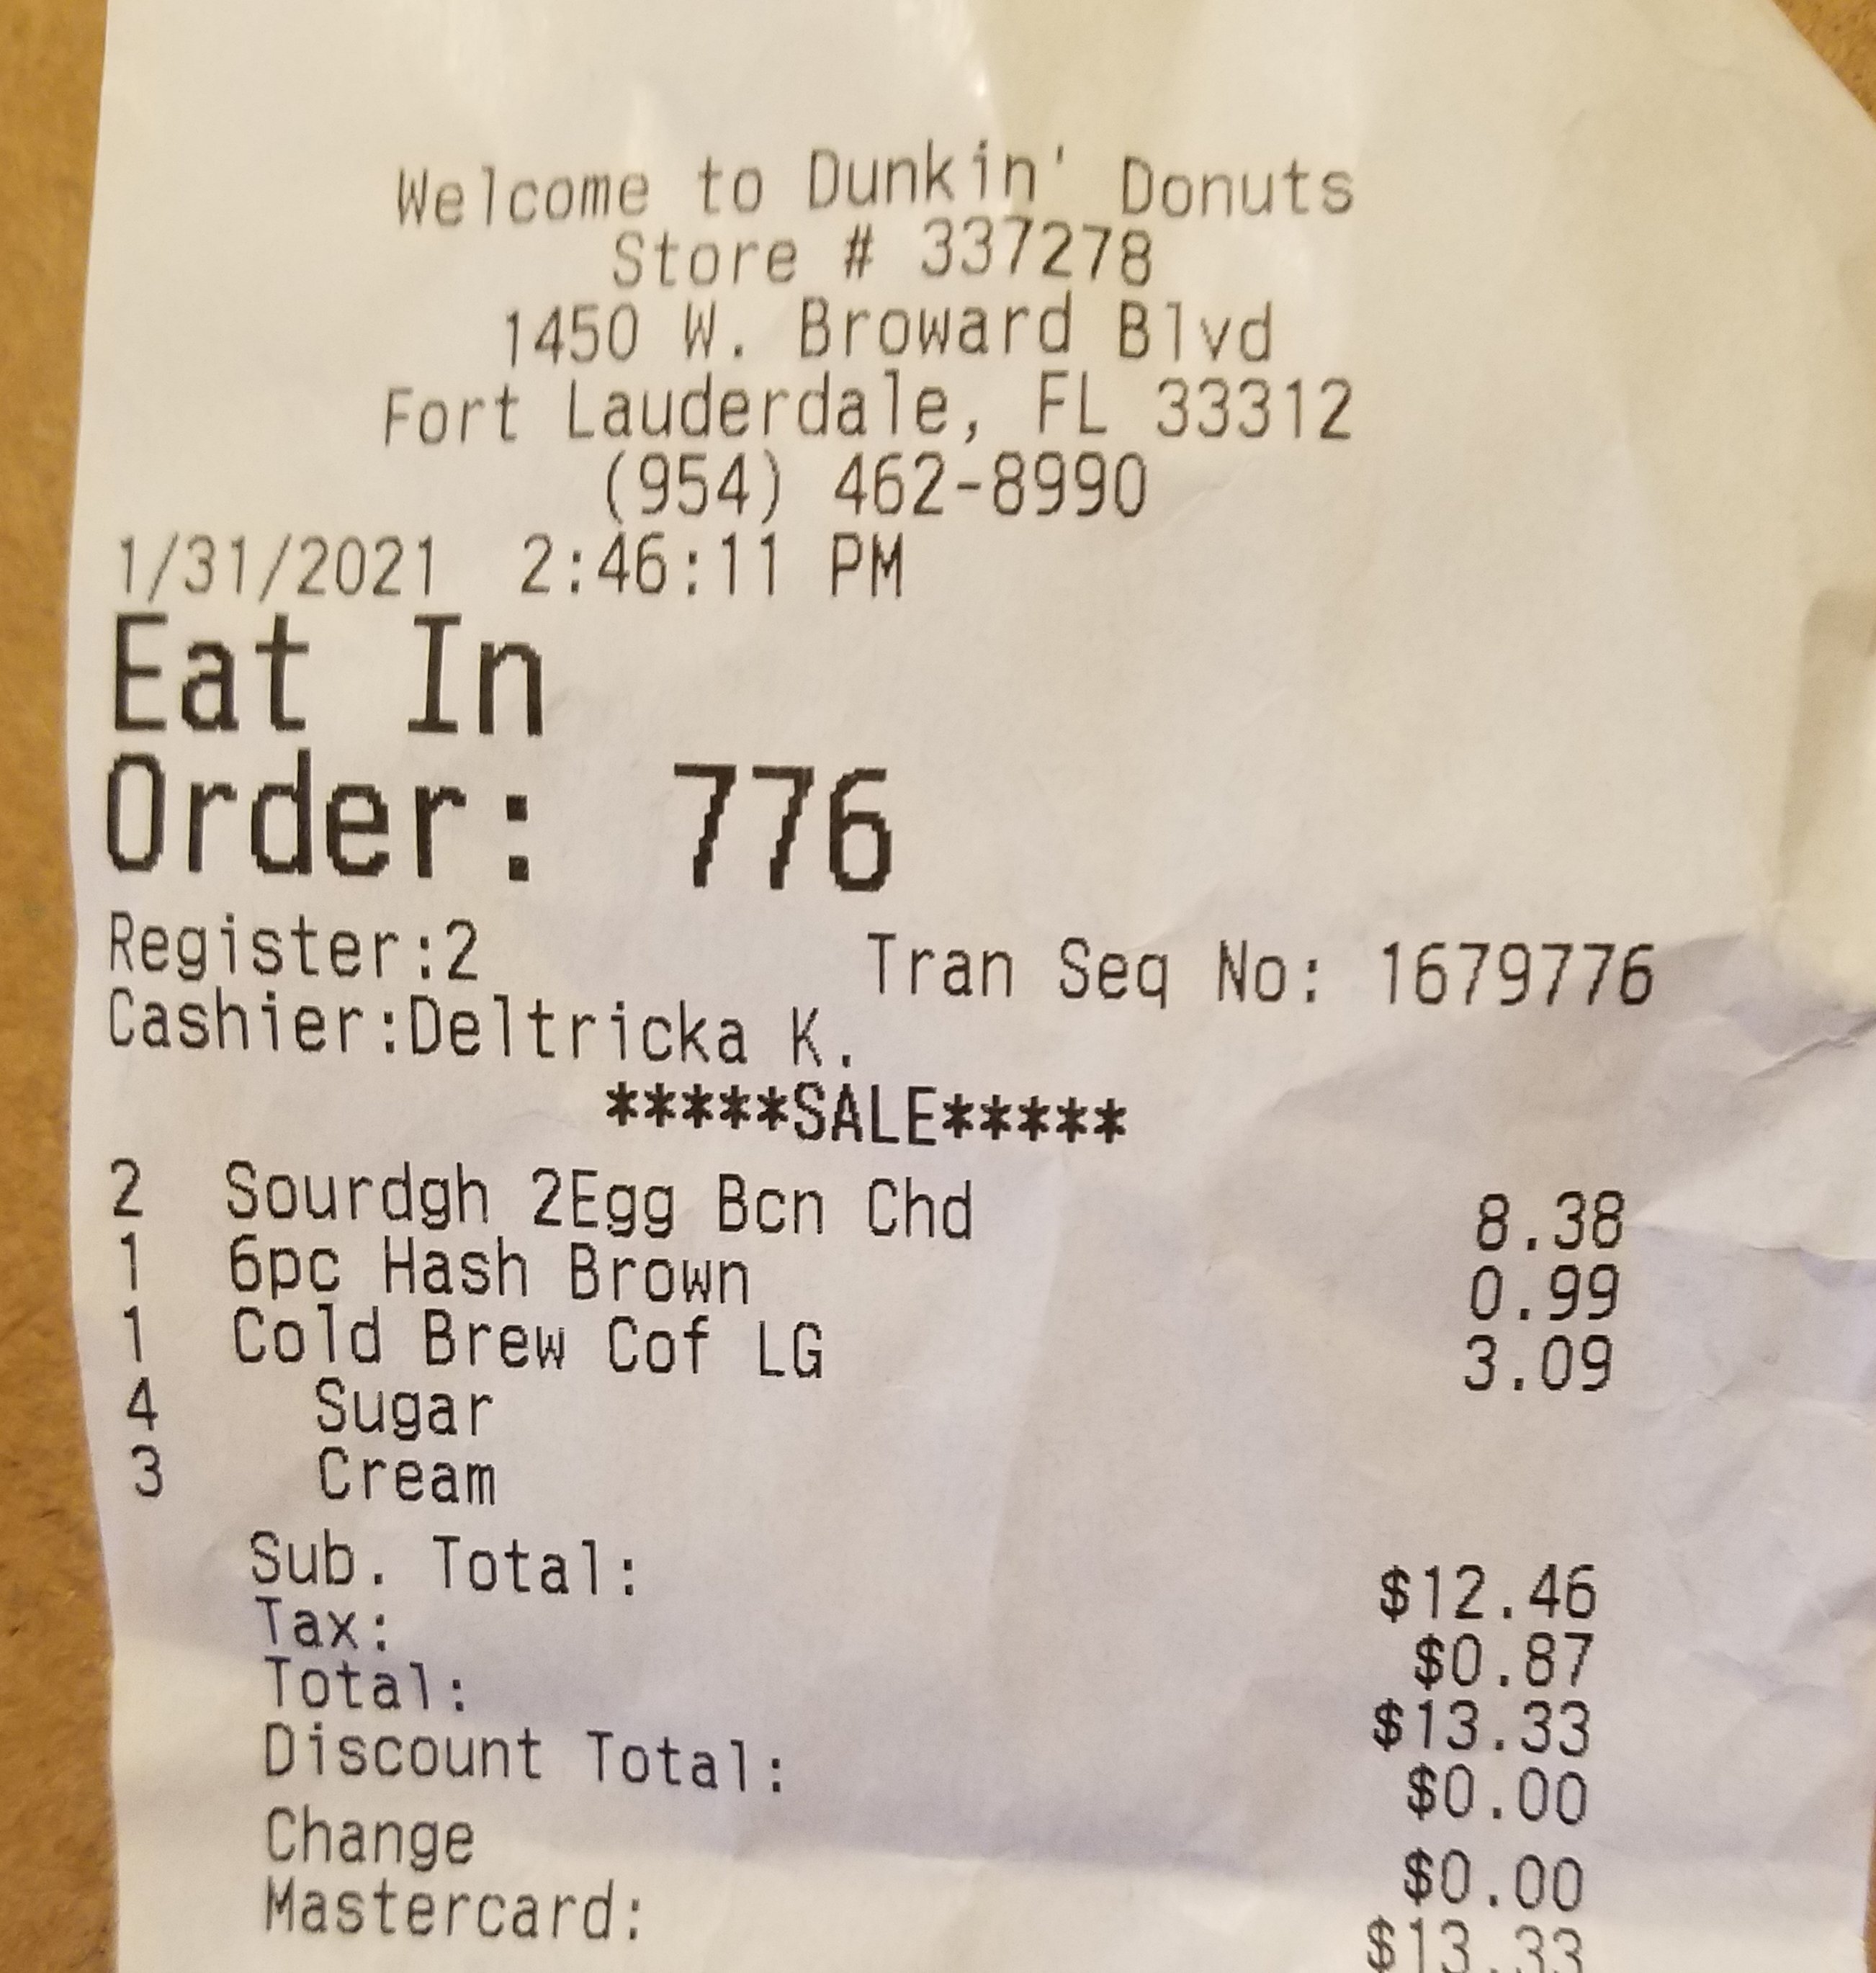 Welcome to Dunkin' Donuts
Store # 337278
1450 W. Broward Blvd
Fort Lauderdale, FL 33312
(954) 462-8990
1/31/2021 2:46:11 PM
Eat In
Order: 776
Register:2 Tran Seq No: 1679776
Cashier:Deltricka K.
*****SALE*****
2 Sourdgh 2Egg Bcn Chd 8.38
1 6pc Hash Brown 0.99
1 Cold Brew Cof LG 3.09
4 Sugar
3 Cream
Sub. Total: $12.46
Tax: $0.87
Total: $13.33
Discount Total: $0.00
Change $0.00
Mastercard: $13.33